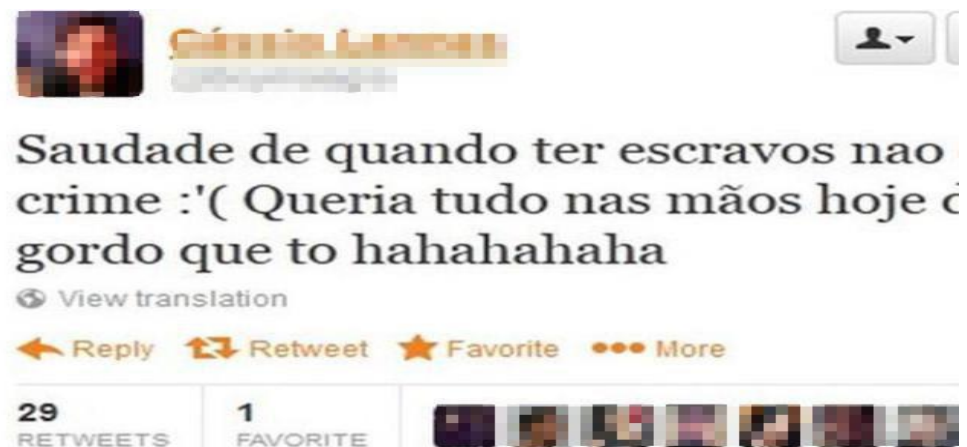 Saudade de quando ter escravos nao
crime :'( Queria tudo nas mãos hoje
gordo que to hahahahaha
View translation
Reply Retweet Favorite More
29 1
RETWEETS FAVORITE